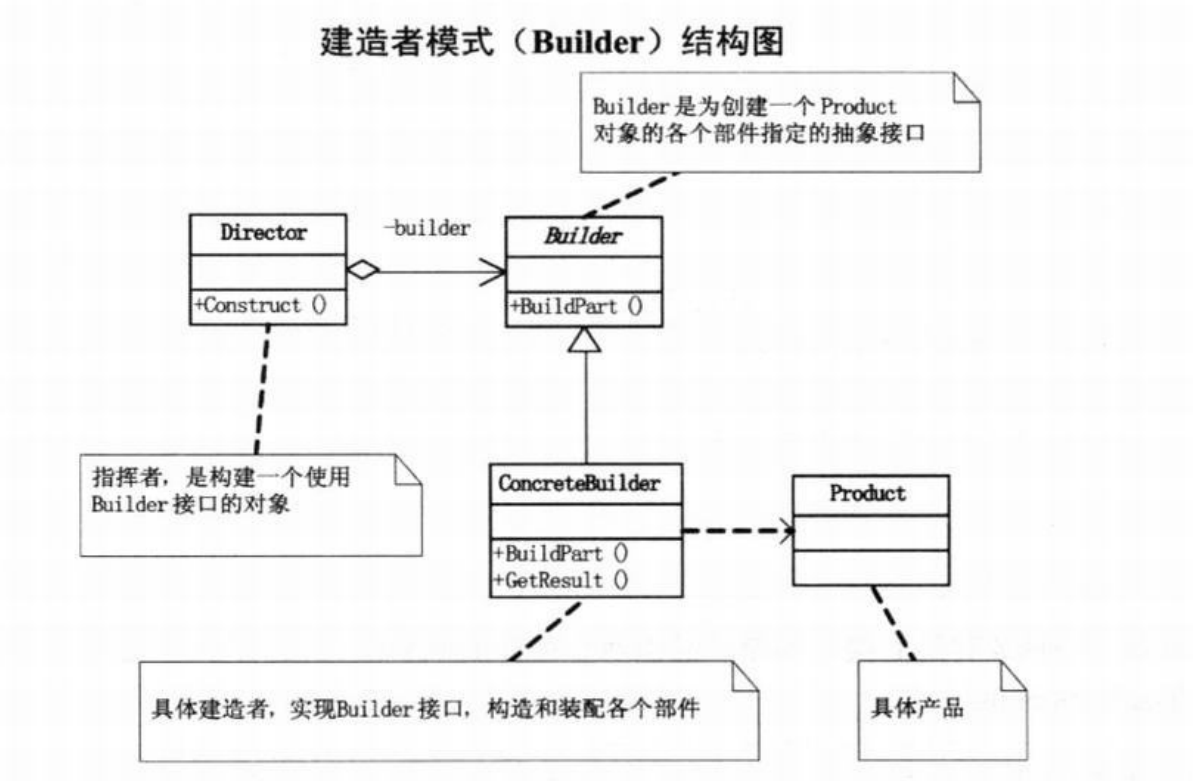 建造者模式（Builder）结构图
Builder是为创建一个Product
对象的各个部件指定的抽象接口
Director
-builder
Builder
+Construct ()
+BuildPart ()
指挥者，是构建一个使用
Builder接口的对象
ConcreteBuilder
Product
+BuildPart ()
+GetResult ()
具体建造者，实现Builder接口，构造和装配各个部件
具体产品